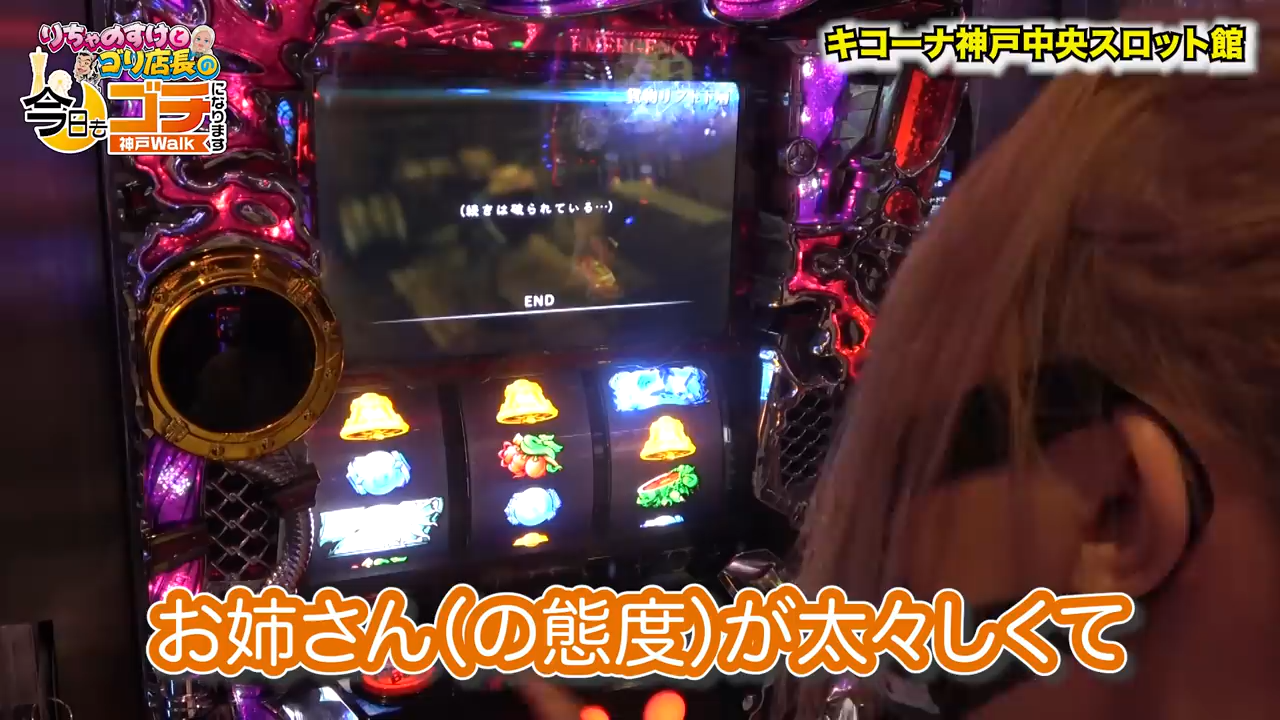 りちゃのすけと
ゴリ店長の
今日も
ゴチ
になります
神戸Walk
キコーナ神戸中央スロット館
EMERGENCY
(続きは破られている…)
END
お姉さん(の態度)が太々しくて